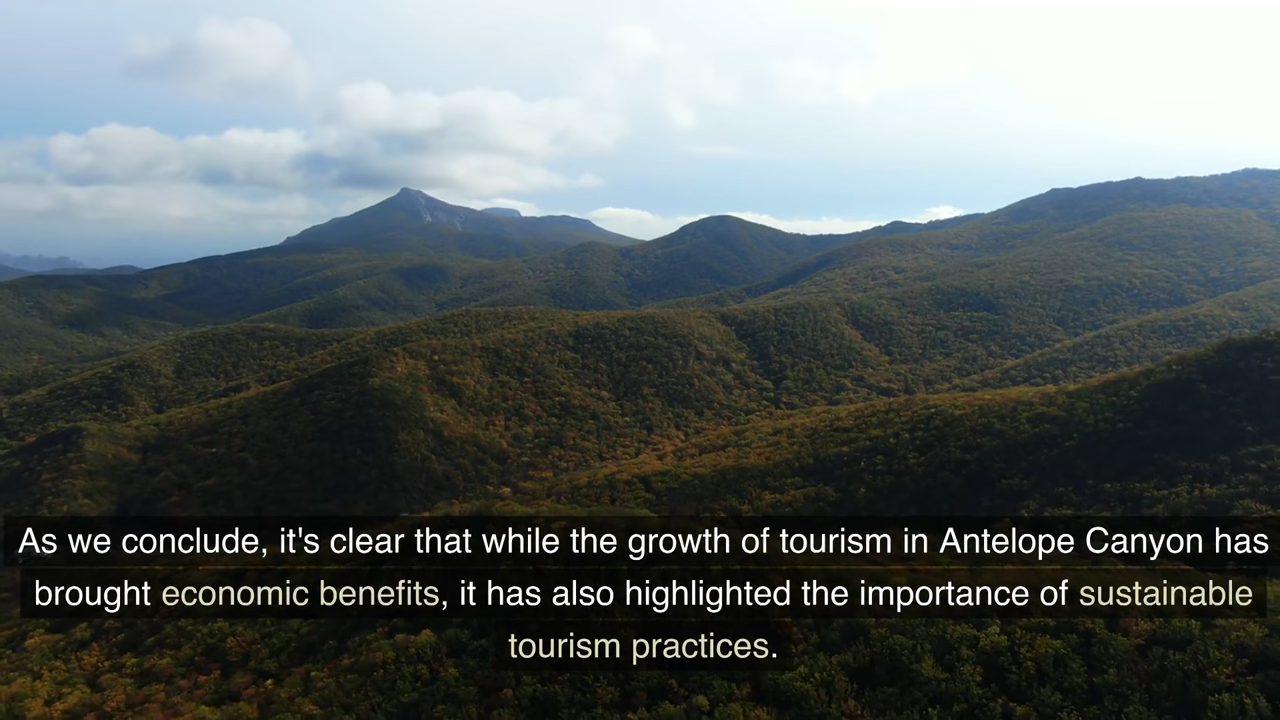 As we conclude, it's clear that while the growth of tourism in Antelope Canyon has
brought economic benefits, it has also highlighted the importance of sustainable
tourism practices.